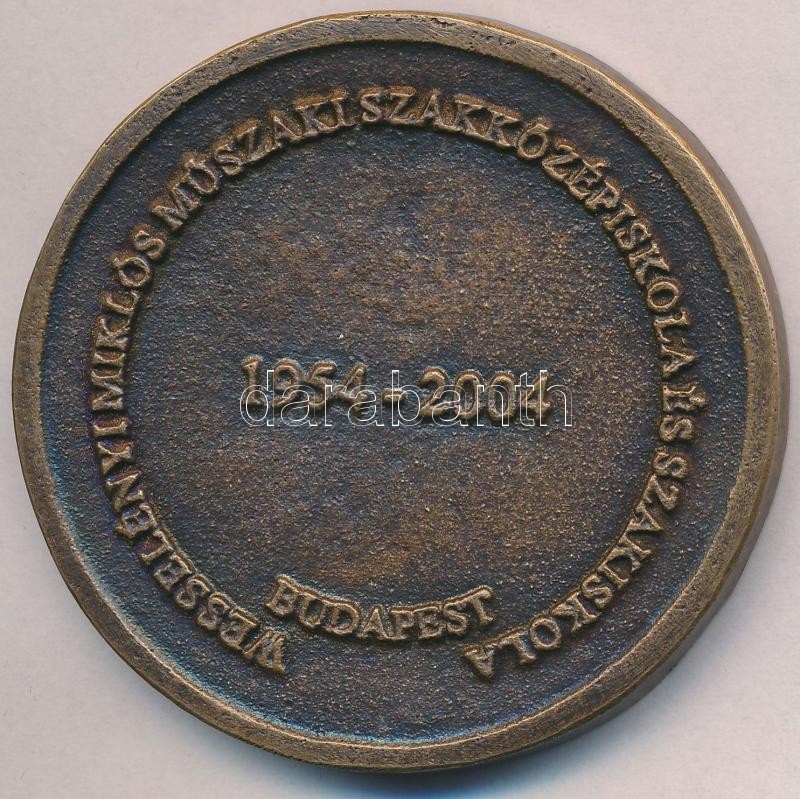 WESSELÉNYI MIKLÓS MŰSZAKI SZAKKÖZÉPISKOLA ÉS SZAKISKOLA
1954-2004
darabanth
BUDAPEST